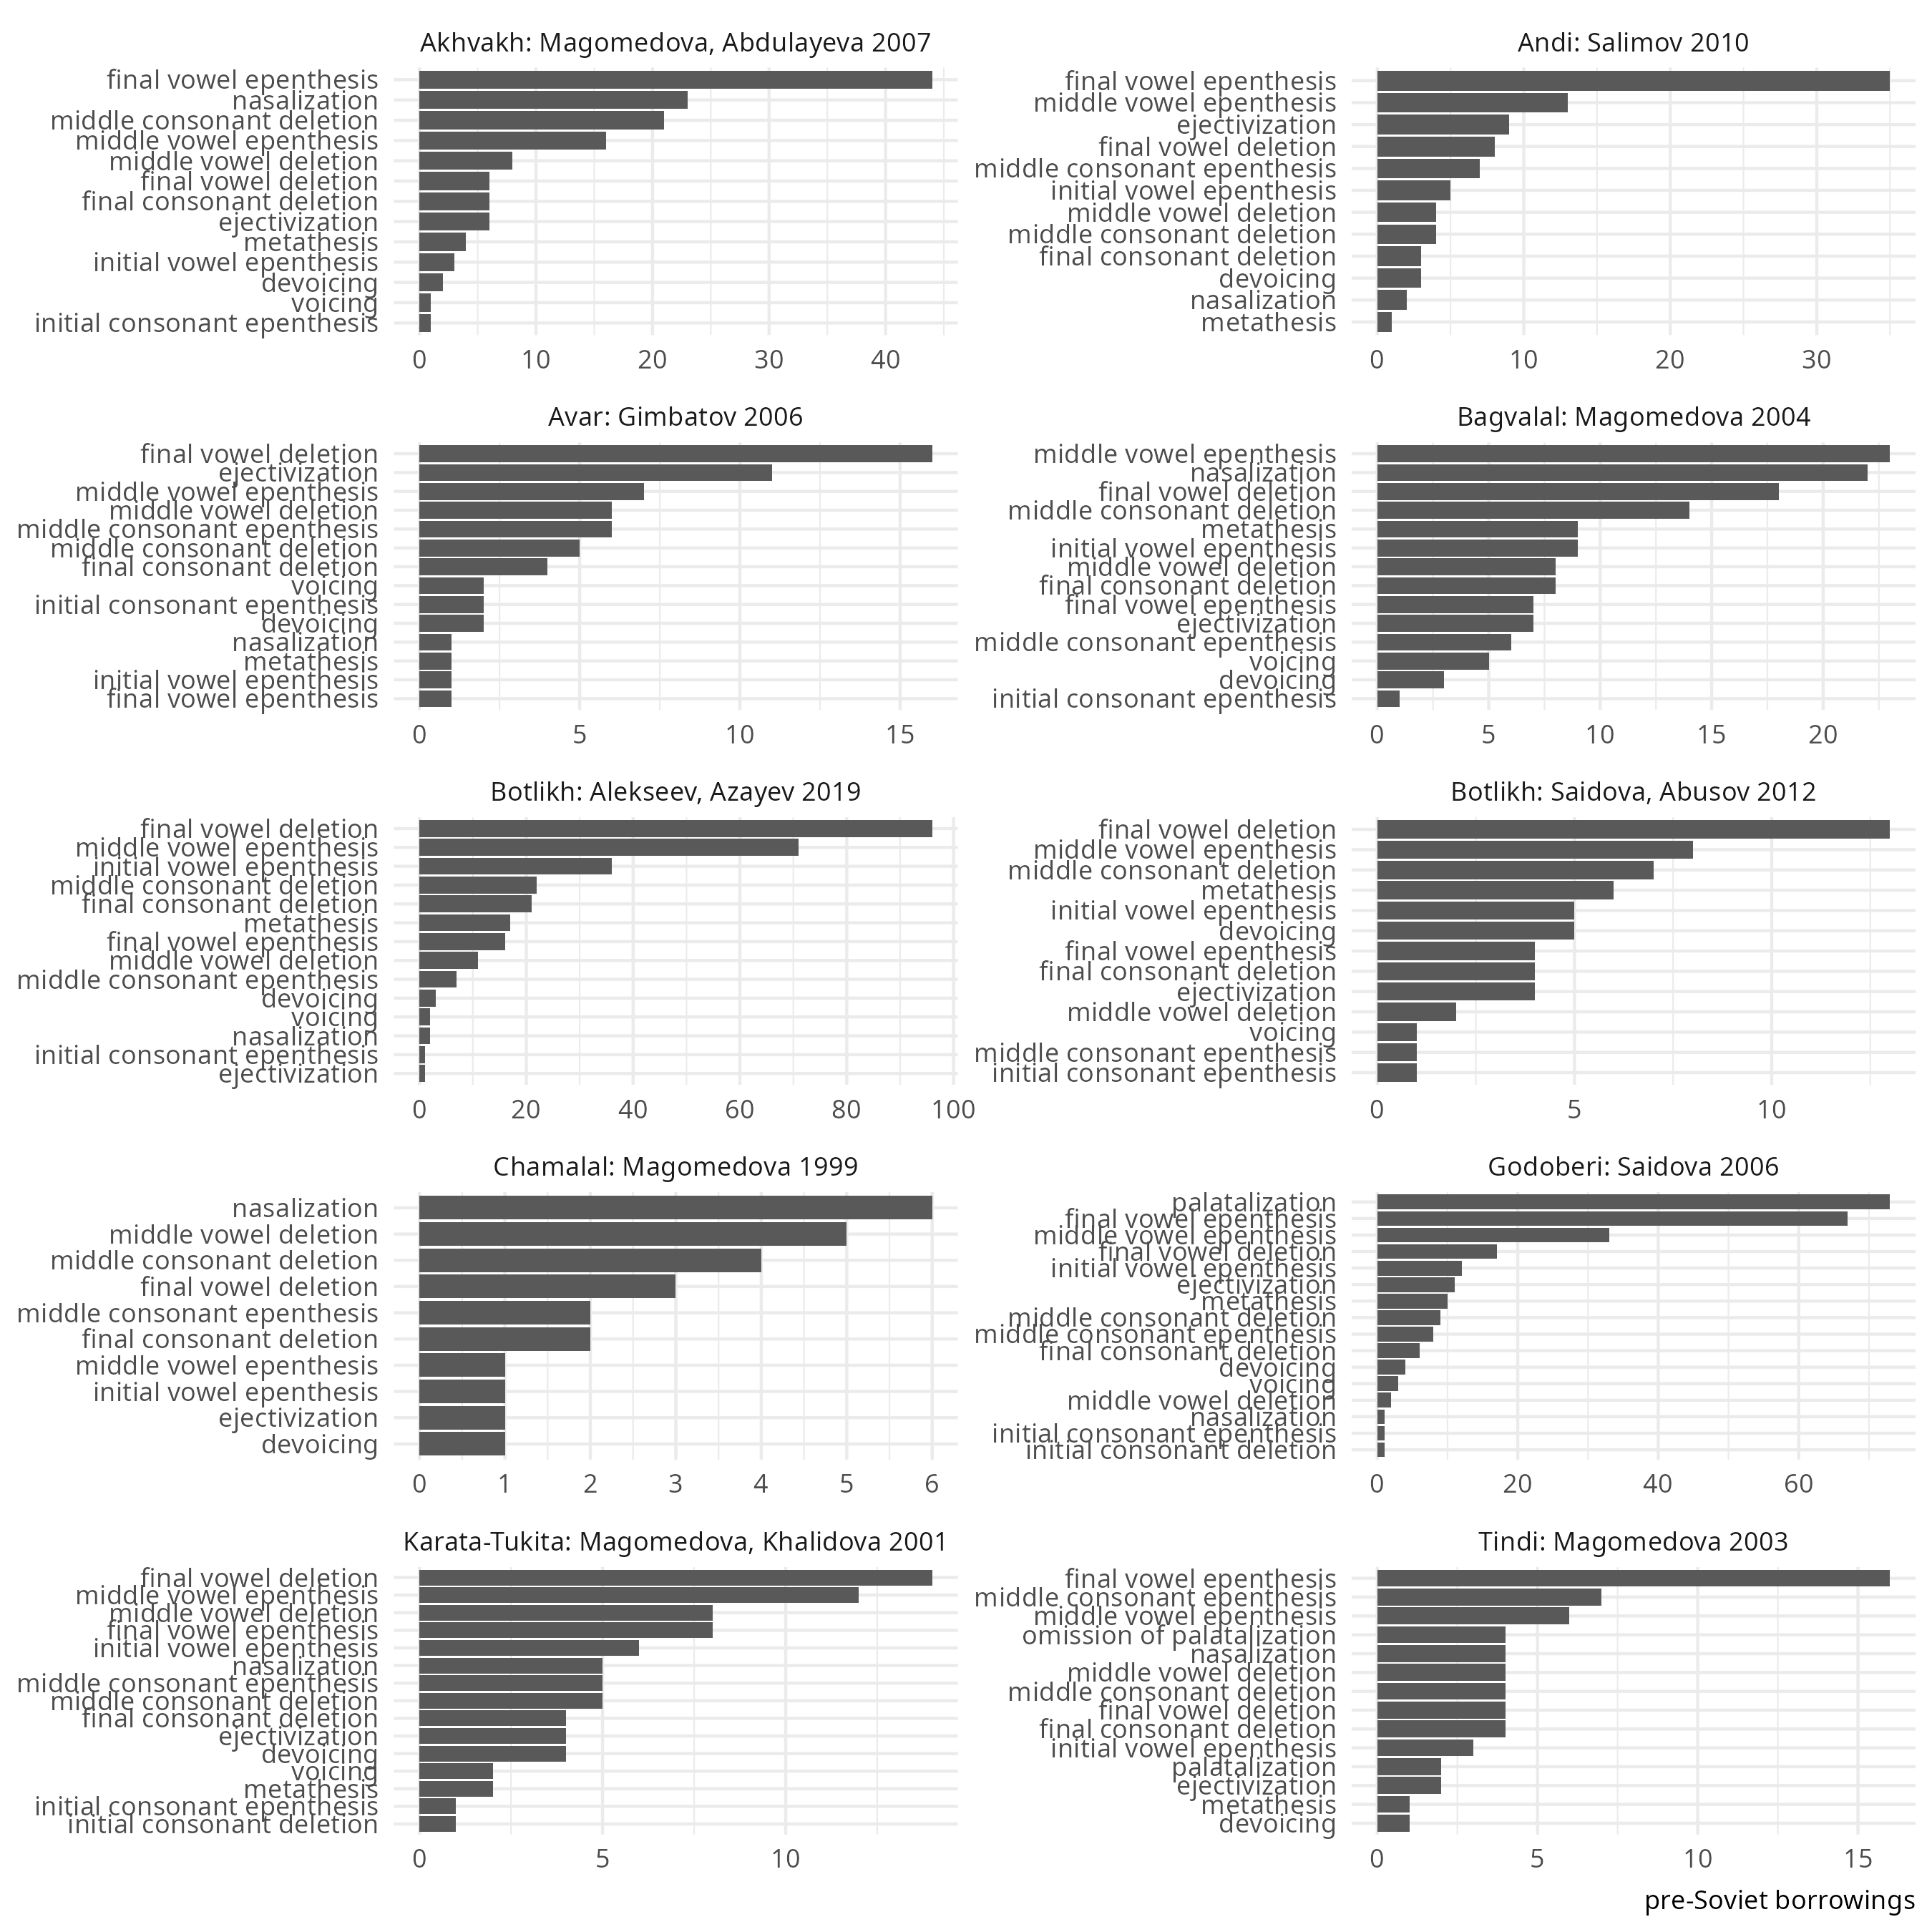 Akhvakh: Magomedova, Abdulayeva 2007
final vowel epenthesis
nasalization
middle consonant deletion
middle vowel epenthesis
middle vowel deletion
final vowel deletion
final consonant deletion
ejectivization
metathesis
initial vowel epenthesis
devoicing
voicing
initial consonant epenthesis
0 10 20 30 40
Andi: Salimov 2010
final vowel epenthesis
middle vowel epenthesis
ejectivization
final vowel deletion
middle consonant epenthesis
initial vowel epenthesis
middle vowel deletion
middle consonant deletion
final consonant deletion
devoicing
nasalization
metathesis
0 10 20 30
Avar: Gimbatov 2006
final vowel deletion
ejectivization
middle vowel epenthesis
middle vowel deletion
middle consonant epenthesis
middle consonant deletion
final consonant deletion
voicing
initial consonant epenthesis
devoicing
nasalization
metathesis
initial vowel epenthesis
final vowel epenthesis
0 5 10 15
Bagvalal: Magomedova 2004
middle vowel epenthesis
nasalization
final vowel deletion
middle consonant deletion
metathesis
initial vowel epenthesis
middle vowel deletion
final consonant deletion
final vowel epenthesis
ejectivization
middle consonant epenthesis
voicing
devoicing
initial consonant epenthesis
0 5 10 15 20
Botlikh: Alekseev, Azayev 2019
final vowel deletion
middle vowel epenthesis
initial vowel epenthesis
middle consonant deletion
final consonant deletion
metathesis
final vowel epenthesis
middle vowel deletion
middle consonant epenthesis
devoicing
voicing
nasalization
initial consonant epenthesis
ejectivization
0 20 40 60 80 100
Botlikh: Saidova, Abusov 2012
final vowel deletion
middle vowel epenthesis
middle consonant deletion
metathesis
initial vowel epenthesis
devoicing
final vowel epenthesis
final consonant deletion
ejectivization
middle vowel deletion
voicing
middle consonant epenthesis
initial consonant epenthesis
0 5 10
Chamalal: Magomedova 1999
nasalization
middle vowel deletion
middle consonant deletion
final vowel deletion
middle consonant epenthesis
final consonant deletion
middle vowel epenthesis
initial vowel epenthesis
ejectivization
devoicing
0 1 2 3 4 5 6
Godoberi: Saidova 2006
palatalization
final vowel epenthesis
middle vowel epenthesis
final vowel deletion
initial vowel epenthesis
ejectivization
metathesis
middle consonant deletion
middle consonant epenthesis
final consonant deletion
devoicing
voicing
middle vowel deletion
nasalization
initial consonant epenthesis
initial consonant deletion
0 20 40 60
Karata-Tukita: Magomedova, Khalidova 2001
final vowel deletion
middle vowel epenthesis
middle vowel deletion
final vowel epenthesis
initial vowel epenthesis
nasalization
middle consonant epenthesis
middle consonant deletion
final consonant deletion
ejectivization
devoicing
voicing
metathesis
initial consonant epenthesis
initial consonant deletion
0 5 10
Tindi: Magomedova 2003
final vowel epenthesis
middle consonant epenthesis
middle vowel epenthesis
omission of palatalization
nasalization
middle vowel deletion
middle consonant deletion
final vowel deletion
final consonant deletion
initial vowel epenthesis
palatalization
ejectivization
metathesis
devoicing
0 5 10 15
pre-Soviet borrowings